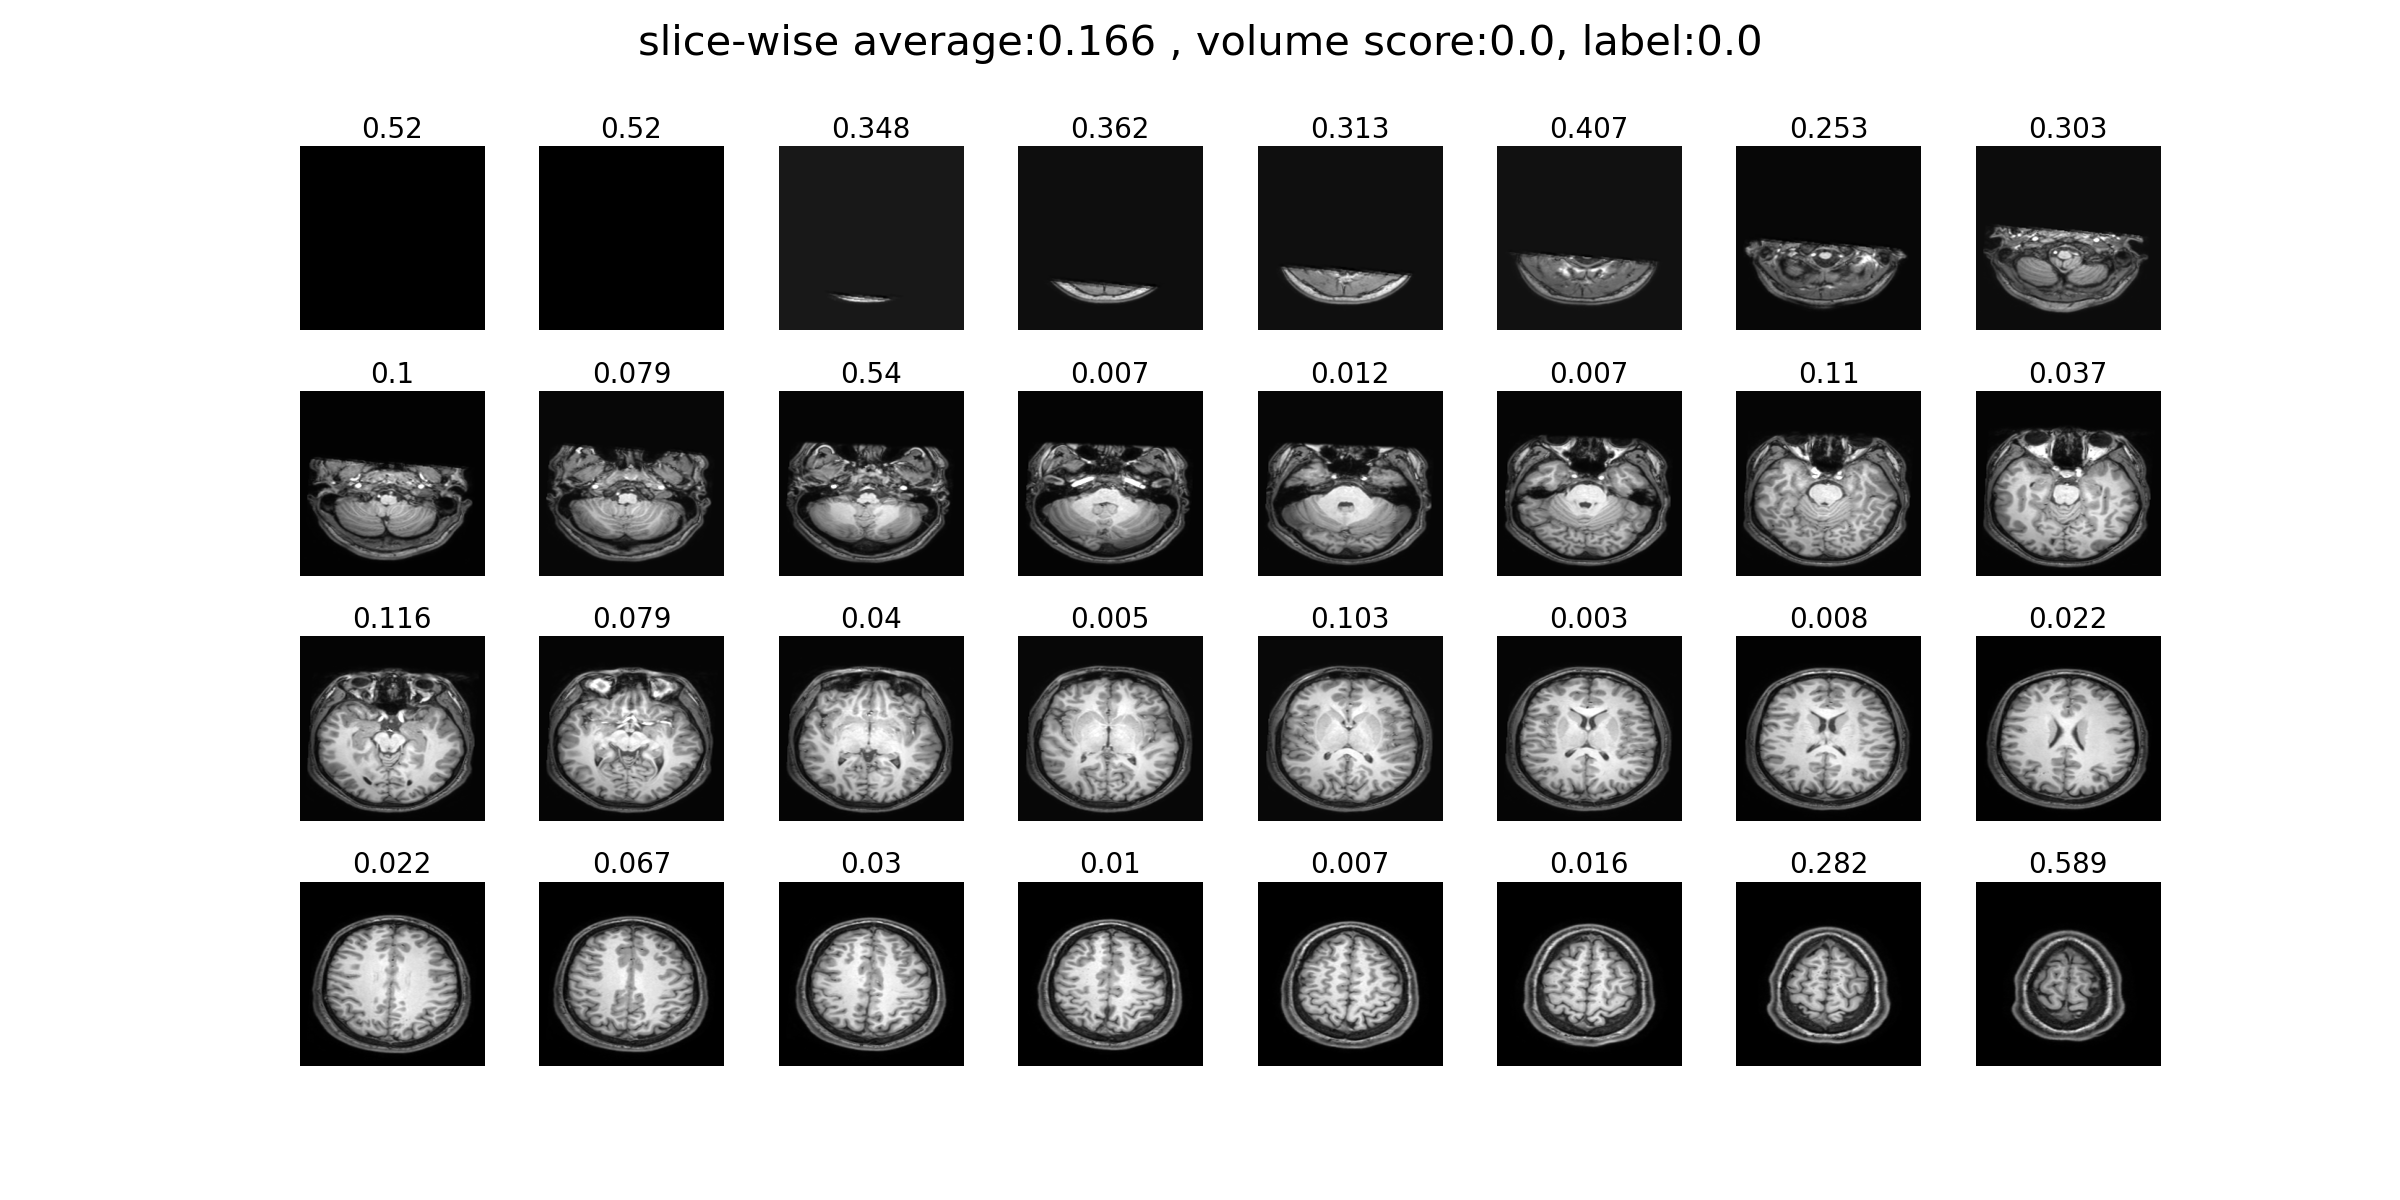 slice-wise average:0.166 , volume score:0.0, label:0.0
0.52 0.52 0.348 0.362 0.313 0.407 0.253 0.303
0.1 0.079 0.54 0.007 0.012 0.007 0.11 0.037
0.116 0.079 0.04 0.005 0.103 0.003 0.008 0.022
0.022 0.067 0.03 0.01 0.007 0.016 0.282 0.589